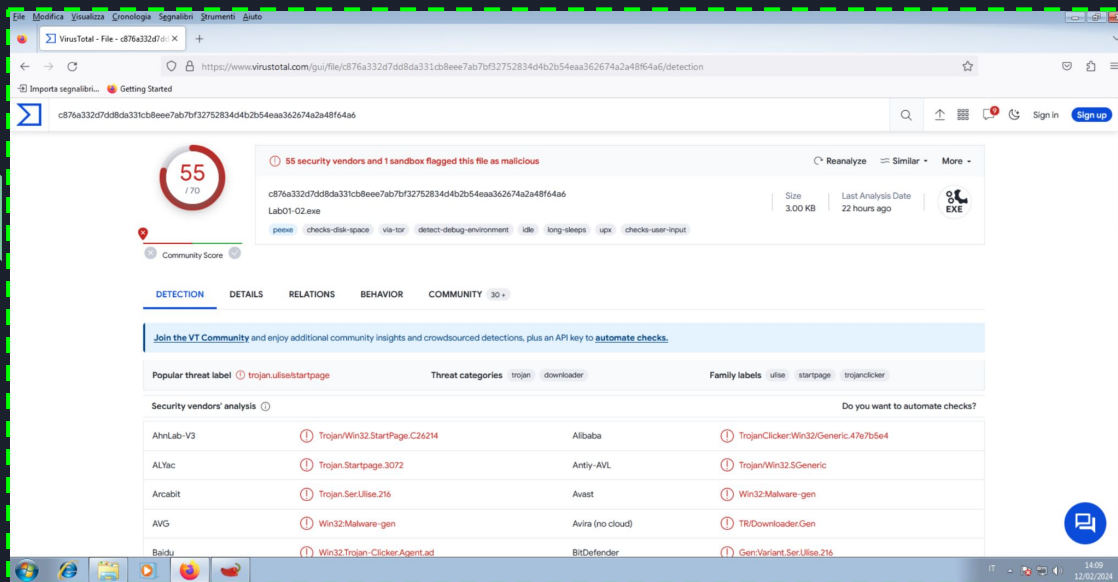 File Modifica Visualizza Cronologia Segnalibri Strumenti Aiuto
VirusTotal - File - c876a332d7dd
https://www.virustotal.com/gui/file/c876a332d7dd8da331cb8eee7ab7bf32752834d4b2b54eaa362674a2a48f64a6/detection
Importa segnalibri... Getting Started
c876a332d7dd8da331cb8eee7ab7bf32752834d4b2b54eaa362674a2a48f64a6
9
Sign in Sign up
55
/ 70
Community Score
55 security vendors and 1 sandbox flagged this file as malicious
Reanalyze Similar More
c876a332d7dd8da331cb8eee7ab7bf32752834d4b2b54eaa362674a2a48f64a6
Lab01-02.exe
Size
3.00 KB
Last Analysis Date
22 hours ago
EXE
peexe checks-disk-space via-tor detect-debug-environment idle long-sleeps upx checks-user-input
DETECTION DETAILS RELATIONS BEHAVIOR COMMUNITY 30+
Join the VT Community and enjoy additional community insights and crowdsourced detections, plus an API key to automate checks.
Popular threat label trojan.ulise/startpage Threat categories trojan downloader Family labels ulise startpage trojanclicker
Security vendors' analysis Do you want to automate checks?
AhnLab-V3 Trojan/Win32.StartPage.C26214 Alibaba TrojanClicker:Win32/Generic.47e7b5e4
ALYac Trojan.Startpage.3072 Antiy-AVL Trojan/Win32.SGeneric
Arcabit Trojan.Ser.Ulise.216 Avast Win32:Malware-gen
AVG Win32:Malware-gen Avira (no cloud) TR/Downloader.Gen
Baidu Win32.Trojan-Clicker.Agent.ad BitDefender Gen:Variant.Ser.Ulise.216
IT 14:09
12/02/2024